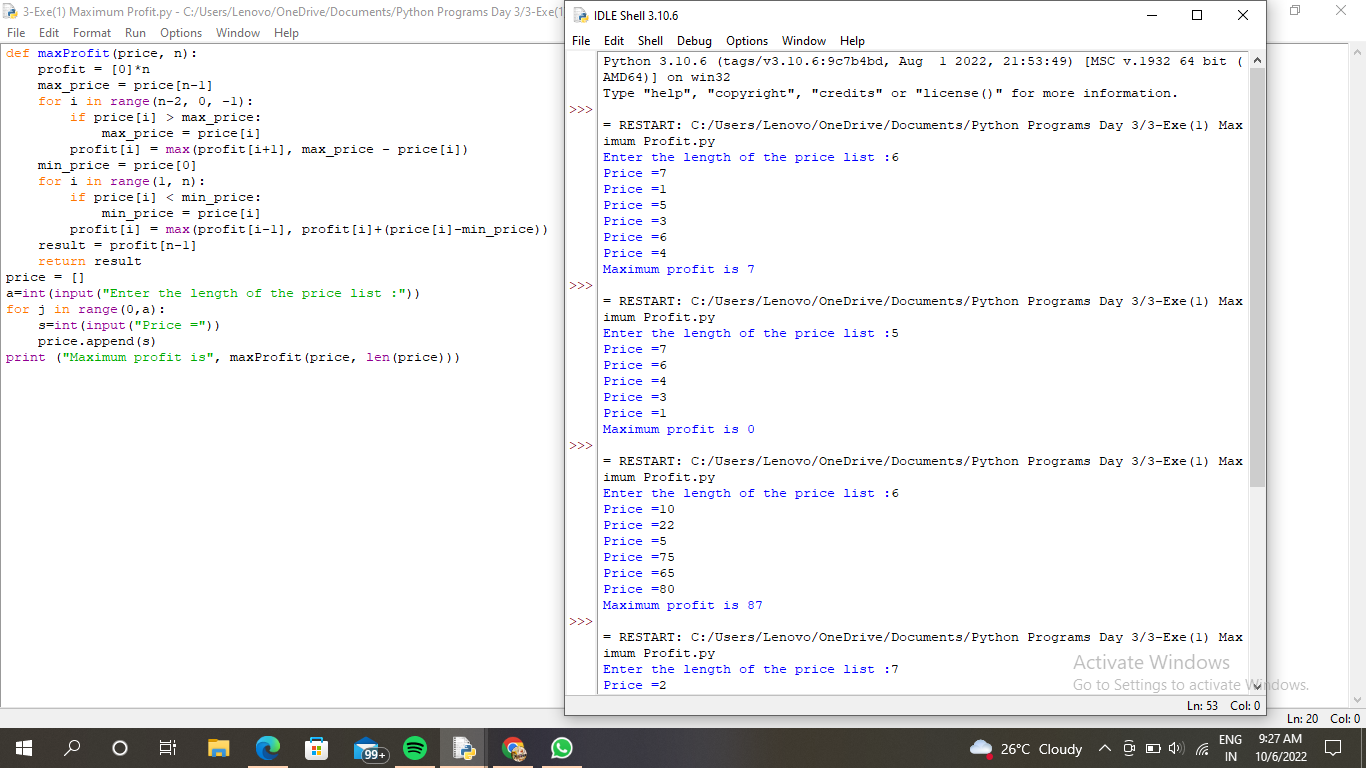 3-Exe(1) Maximum Profit.py - C:/Users/Lenovo/OneDrive/Documents/Python Programs Day 3/3-Exe(1
File Edit Format Run Options Window Help
def maxProfit(price, n):
    profit = [0]*n
    max_price = price[n-1]
    for i in range(n-2, 0, -1):
        if price[i] > max_price:
            max_price = price[i]
        profit[i] = max(profit[i+1], max_price - price[i])
    min_price = price[0]
    for i in range(1, n):
        if price[i] < min_price:
            min_price = price[i]
        profit[i] = max(profit[i-1], profit[i]+(price[i]-min_price))
    result = profit[n-1]
    return result
price = []
a=int(input("Enter the length of the price list :"))
for j in range(0,a):
    s=int(input("Price ="))
    price.append(s)
print ("Maximum profit is", maxProfit(price, len(price)))
IDLE Shell 3.10.6
File Edit Shell Debug Options Window Help
Python 3.10.6 (tags/v3.10.6:9c7b4bd, Aug  1 2022, 21:53:49) [MSC v.1932 64 bit (
AMD64)] on win32
Type "help", "copyright", "credits" or "license()" for more information.
>>>
= RESTART: C:/Users/Lenovo/OneDrive/Documents/Python Programs Day 3/3-Exe(1) Max
imum Profit.py
Enter the length of the price list :6
Price =7
Price =1
Price =5
Price =3
Price =6
Price =4
Maximum profit is 7
>>>
= RESTART: C:/Users/Lenovo/OneDrive/Documents/Python Programs Day 3/3-Exe(1) Max
imum Profit.py
Enter the length of the price list :5
Price =7
Price =6
Price =4
Price =3
Price =1
Maximum profit is 0
>>>
= RESTART: C:/Users/Lenovo/OneDrive/Documents/Python Programs Day 3/3-Exe(1) Max
imum Profit.py
Enter the length of the price list :6
Price =10
Price =22
Price =5
Price =75
Price =65
Price =80
Maximum profit is 87
>>>
= RESTART: C:/Users/Lenovo/OneDrive/Documents/Python Programs Day 3/3-Exe(1) Max
imum Profit.py
Enter the length of the price list :7
Price =2
Activate Windows
Go to Settings to activate Windows.
Ln: 53 Col: 0
Ln: 20 Col: 0
99+
26°C Cloudy
ENG
IN
9:27 AM
10/6/2022